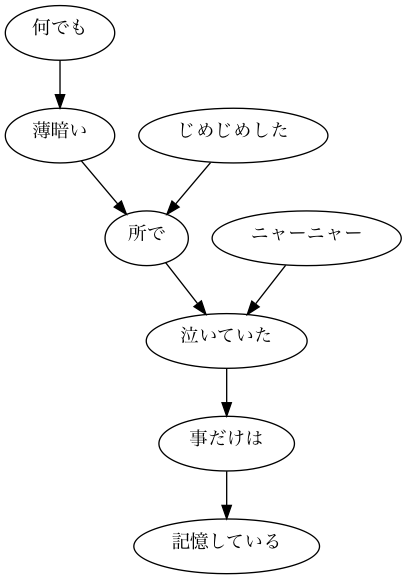 何でも
薄暗い
じめじめした
所で
ニャーニャー
泣いていた
事だけは
記憶している